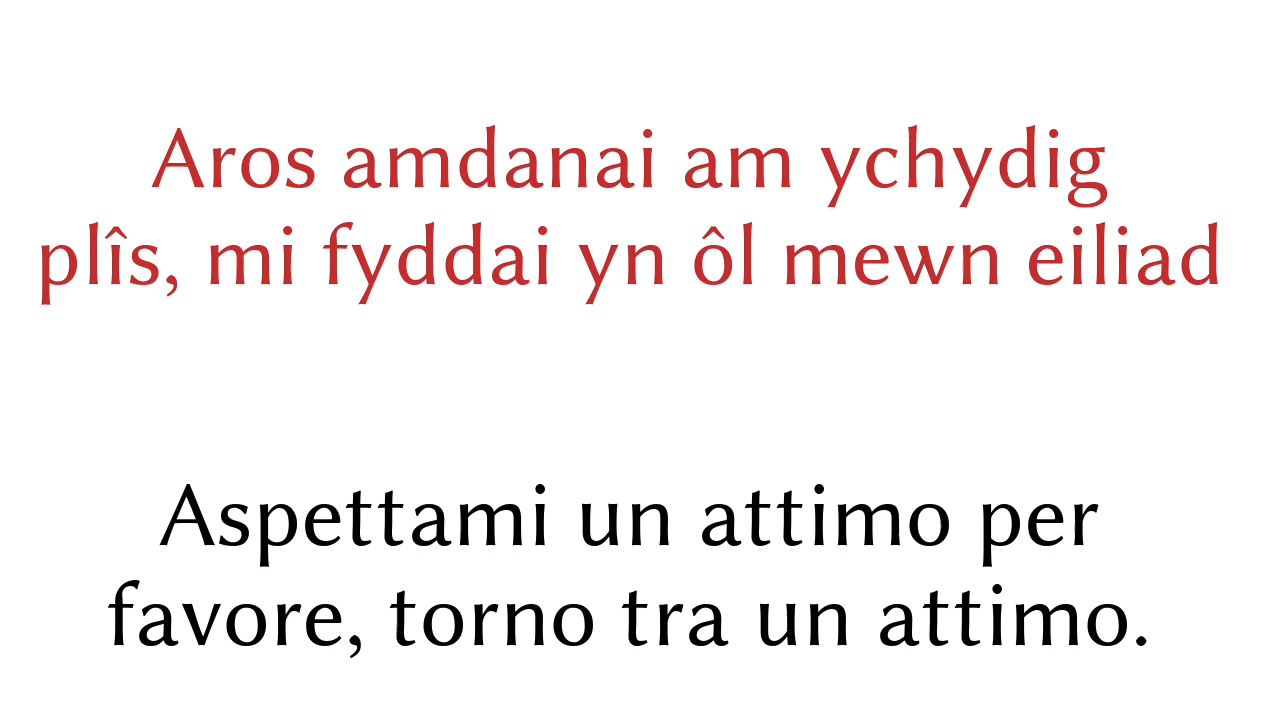 Aros amdanai am ychydig
plîs, mi fyddai yn ôl mewn eiliad
Aspettami un attimo per
favore, torno tra un attimo.